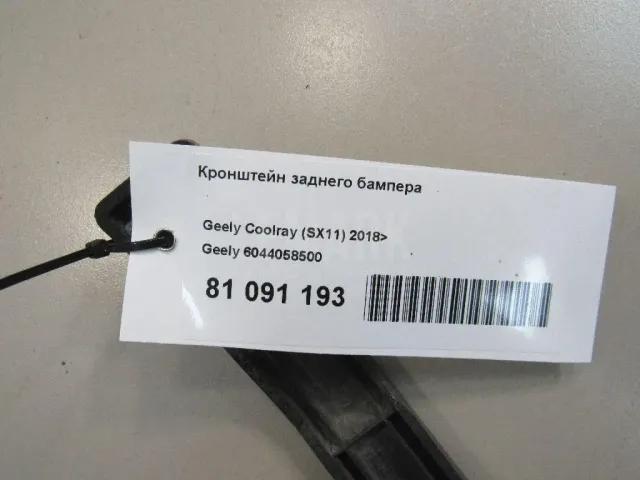 Кронштейн заднего бампера
Geely Coolray (SX11) 2018>
Geely 6044058500
81 091 193